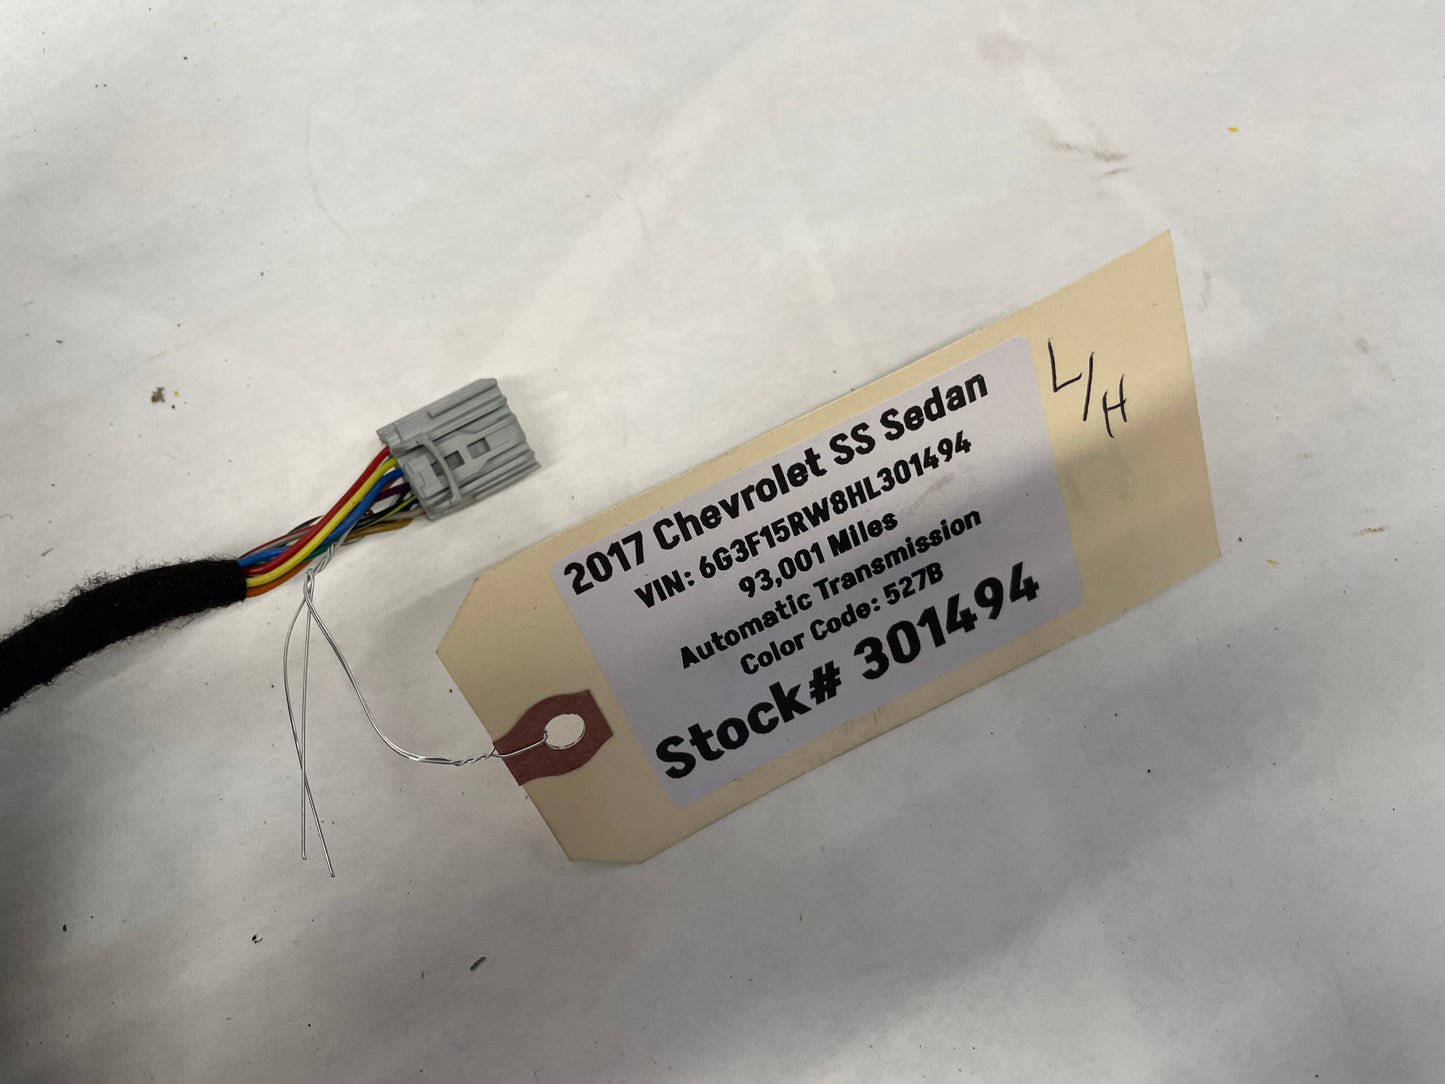 2017 Chevrolet SS Sedan
VIN: 6G3F15RW8HL301494
93,001 Miles
Automatic Transmission
Color Code: 527B
Stock# 301494
L/H